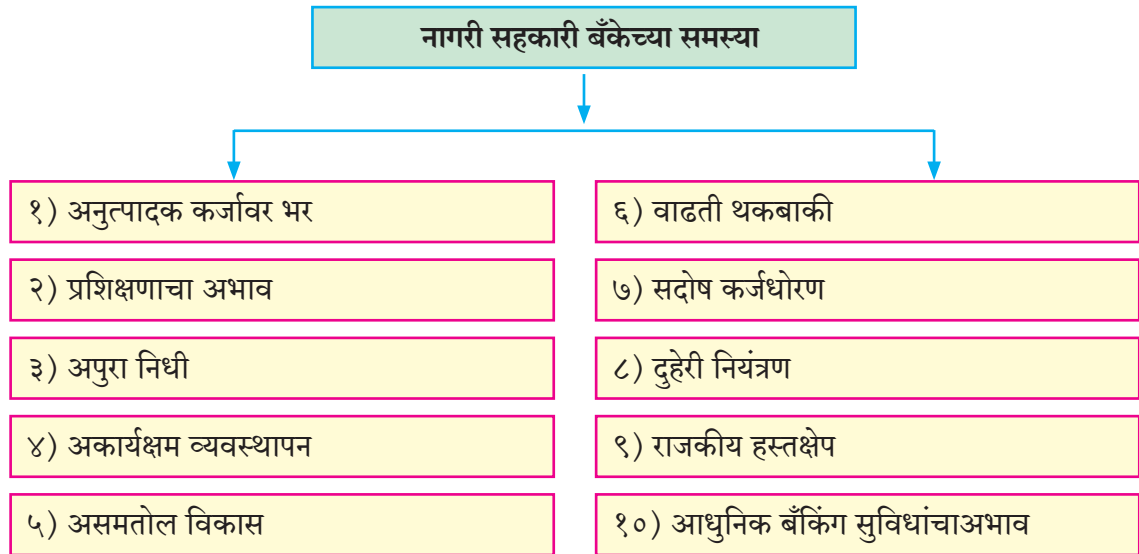 नागरी सहकारी बँकेच्या समस्या
१) अनुत्पादक कर्जावर भर
२) प्रशिक्षणाचा अभाव
३) अपुरा निधी
४) अकार्यक्षम व्यवस्थापन
५) असमतोल विकास
६) वाढती थकबाकी
७) सदोष कर्जधोरण
८) दुहेरी नियंत्रण
९) राजकीय हस्तक्षेप
१०) आधुनिक बँकिंग सुविधांचाअभाव